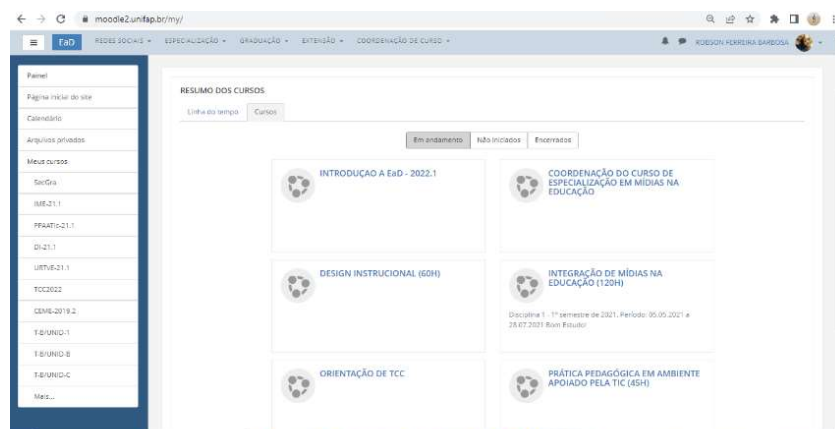 moodle2.unifap.br/my/
EaD REDES SOCIAIS ESPECIALIZAÇÃO GRADUAÇÃO EXTENSÃO COORDENAÇÃO DE CURSO ROBSON FERREIRA BARBOSA
Painel
Página inicial do site
Calendário
Arquivos privados
Meus cursos
SecGra
IME-21.1
PPAATIc-21.1
DI-21.1
URTVE-21.1
TCC2022
CEME-2019.2
T-B/UNID-1
T-B/UNID-B
T-B/UNID-C
Mais...
RESUMO DOS CURSOS
Linha do tempo Cursos
Em andamento Não iniciados Encerrados
INTRODUÇAO A EaD - 2022.1
COORDENAÇÃO DO CURSO DE
ESPECIALIZAÇÃO EM MÍDIAS NA
EDUCAÇÃO
DESIGN INSTRUCIONAL (60H)
INTEGRAÇÃO DE MÍDIAS NA
EDUCAÇÃO (120H)
Disciplina 1 - 1º semestre de 2021. Período: 05.05.2021 a
28.07.2021 Bom Estudo!
ORIENTAÇÃO DE TCC
PRÁTICA PEDAGÓGICA EM AMBIENTE
APOIADO PELA TIC (45H)